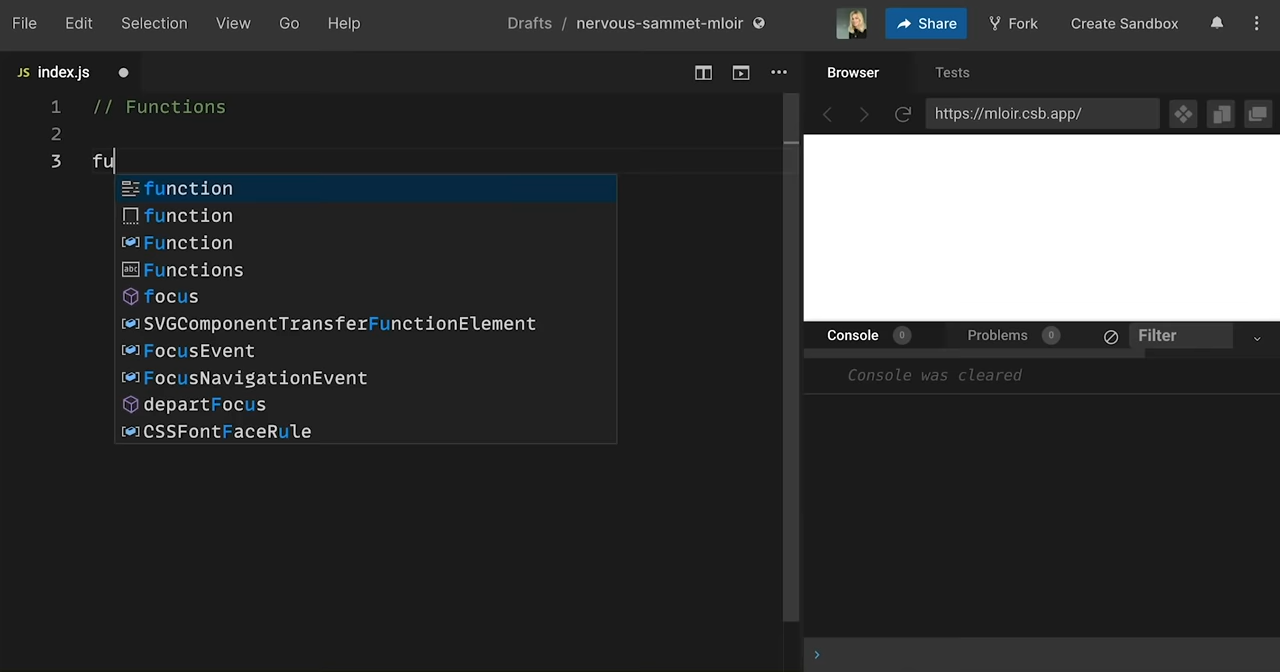 File Edit Selection View Go Help Drafts / nervous-sammet-mloir Share Fork Create Sandbox
JS index.js
Browser Tests
https://mloir.csb.app/
1 // Functions
2
3 fu
function
function
Function
Functions
focus
SVGComponentTransferFunctionElement
FocusEvent
FocusNavigationEvent
departFocus
CSSFontFaceRule
Console 0 Problems 0 Filter
Console was cleared